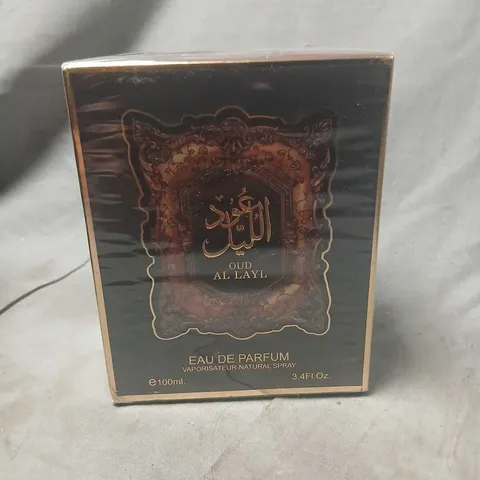 عود
الليل
OUD
AL LAYL
EAU DE PARFUM
VAPORISATEUR-NATURAL SPRAY
℮100ml. 3.4Fl.Oz.